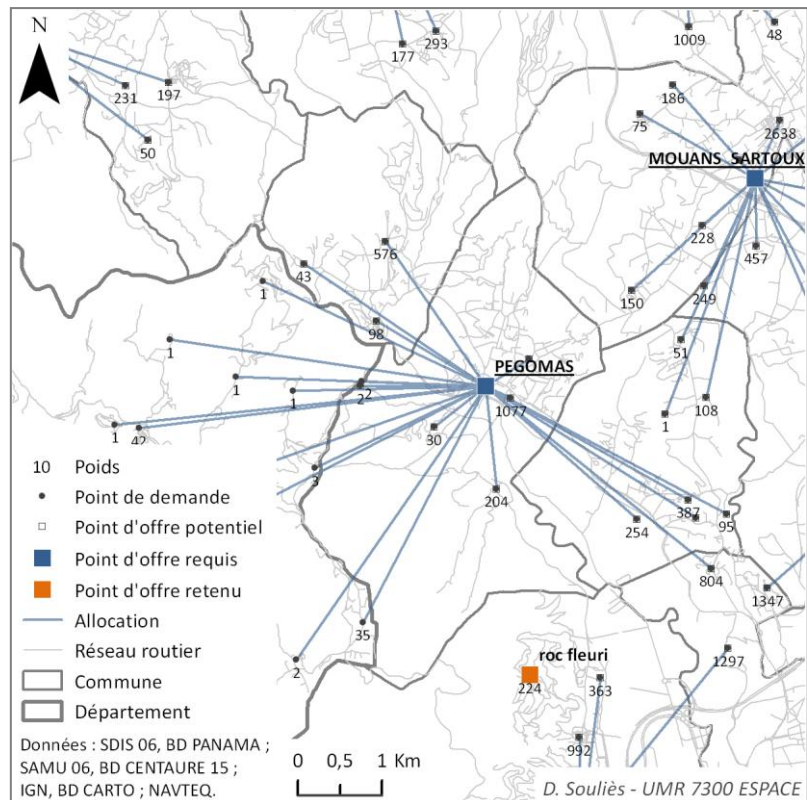 N
293
177
1009
48
231
197
186
75
2638
50
MOUANS SARTOUX
576
228
457
43
1
150
249
98
1
51
PEGOMAS
1
1
2
2
1077
108
1
1
42
30
3
204
387
254
95
804
1347
35
2
1297
roc fleuri
224
363
992
10 Poids
Point de demande
Point d'offre potentiel
Point d'offre requis
Point d'offre retenu
Allocation
Réseau routier
Commune
Département
Données : SDIS 06, BD PANAMA ;
SAMU 06, BD CENTAURE 15 ;
IGN, BD CARTO ; NAVTEQ.
0 0,5 1 Km
D. Souliès - UMR 7300 ESPACE